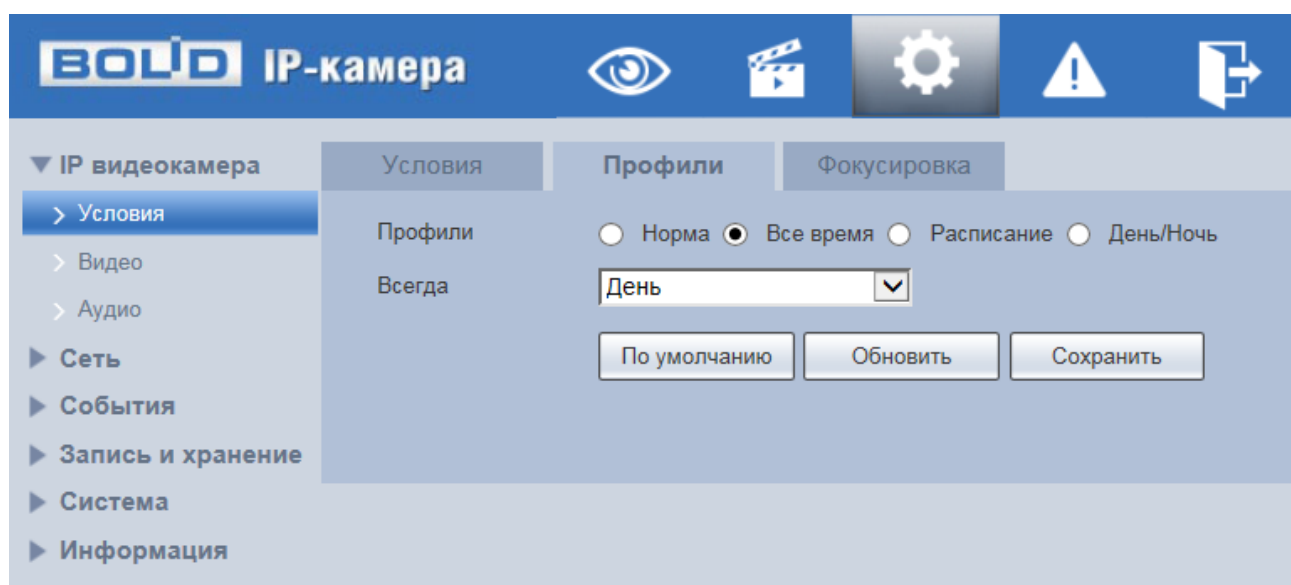 BOLID IP-камера
IP видеокамера
Условия
Видео
Аудио
Сеть
События
Запись и хранение
Система
Информация
Условия Профили Фокусировка
Профили Норма Все время Расписание День/Ночь
Всегда День
По умолчанию Обновить Сохранить